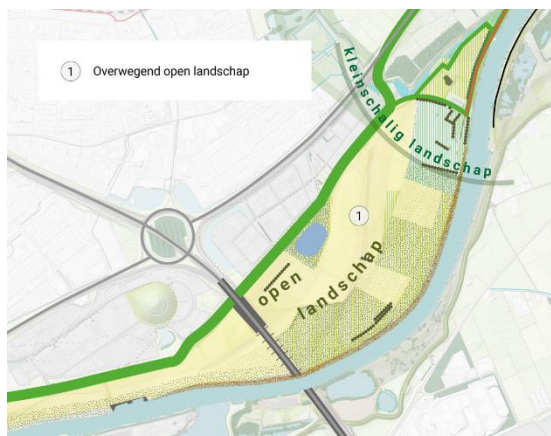 1 Overwegend open landschap
kleinschalig landschap
1
open
landschap